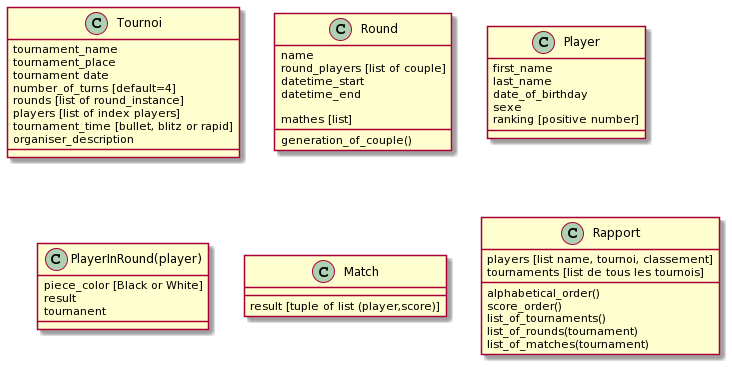 C Tournoi
tournament_name
tournament_place
tournament date
number_of_turns [default=4]
rounds [list of round_instance]
players [list of index players]
tournament_time [bullet, blitz or rapid]
organiser_description
C Round
name
round_players [list of couple]
datetime_start
datetime_end
mathes [list]
generation_of_couple()
C Player
first_name
last_name
date_of_birthday
sexe
ranking [positive number]
C PlayerInRound(player)
piece_color [Black or White]
result
tournanent
C Match
result [tuple of list (player,score)]
C Rapport
players [list name, tournoi, classement]
tournaments [list de tous les tournois]
alphabetical_order()
score_order()
list_of_tournaments()
list_of_rounds(tournament)
list_of_matches(tournament)